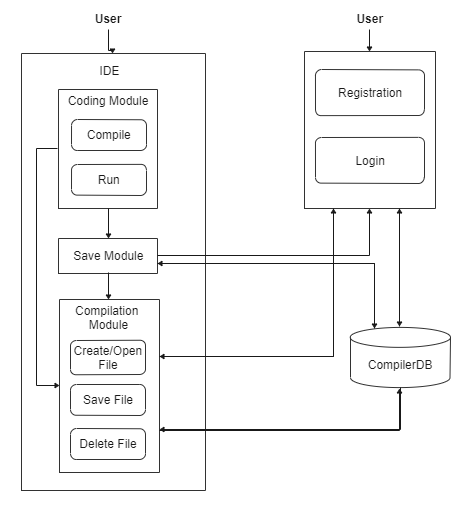 User
IDE
Coding Module
Compile
Run
Save Module
Compilation
Module
Create/Open
File
Save File
Delete File
User
Registration
Login
CompilerDB